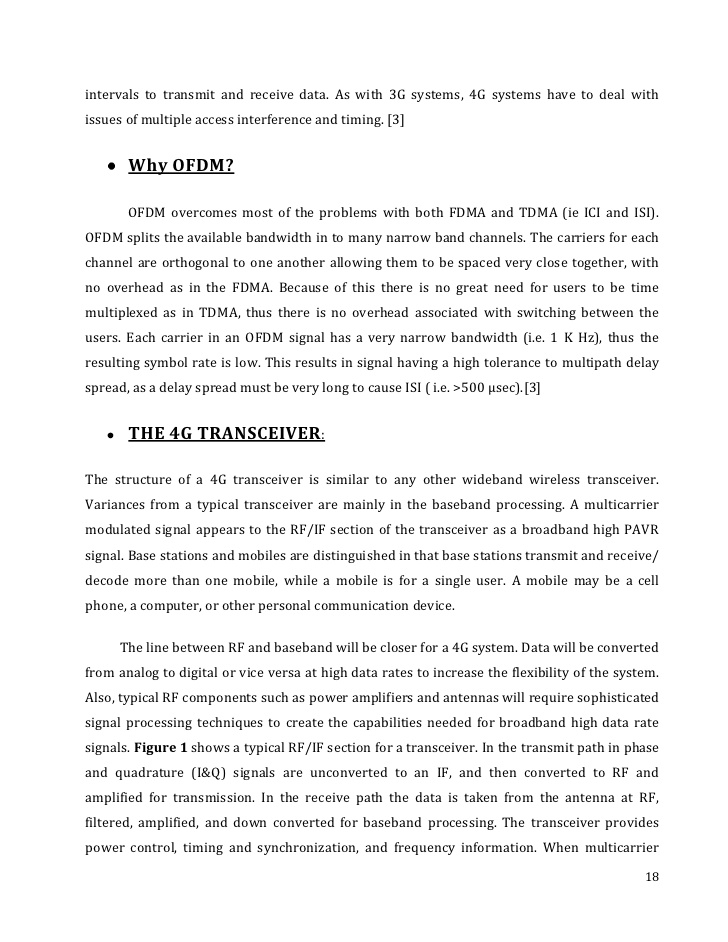 intervals to transmit and receive data. As with 3G systems, 4G systems have to deal with
issues of multiple access interference and timing. [3]
• Why OFDM?
OFDM overcomes most of the problems with both FDMA and TDMA (ie ICI and ISI).
OFDM splits the available bandwidth in to many narrow band channels. The carriers for each
channel are orthogonal to one another allowing them to be spaced very close together, with
no overhead as in the FDMA. Because of this there is no great need for users to be time
multiplexed as in TDMA, thus there is no overhead associated with switching between the
users. Each carrier in an OFDM signal has a very narrow bandwidth (i.e. 1 K Hz), thus the
resulting symbol rate is low. This results in signal having a high tolerance to multipath delay
spread, as a delay spread must be very long to cause ISI ( i.e. >500 μsec).[3]
• THE 4G TRANSCEIVER:
The structure of a 4G transceiver is similar to any other wideband wireless transceiver.
Variances from a typical transceiver are mainly in the baseband processing. A multicarrier
modulated signal appears to the RF/IF section of the transceiver as a broadband high PAVR
signal. Base stations and mobiles are distinguished in that base stations transmit and receive/
decode more than one mobile, while a mobile is for a single user. A mobile may be a cell
phone, a computer, or other personal communication device.
The line between RF and baseband will be closer for a 4G system. Data will be converted
from analog to digital or vice versa at high data rates to increase the flexibility of the system.
Also, typical RF components such as power amplifiers and antennas will require sophisticated
signal processing techniques to create the capabilities needed for broadband high data rate
signals. Figure 1 shows a typical RF/IF section for a transceiver. In the transmit path in phase
and quadrature (I&Q) signals are unconverted to an IF, and then converted to RF and
amplified for transmission. In the receive path the data is taken from the antenna at RF,
filtered, amplified, and down converted for baseband processing. The transceiver provides
power control, timing and synchronization, and frequency information. When multicarrier
18